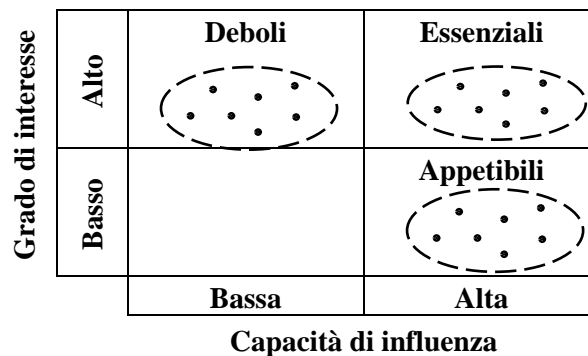 Deboli
Essenziali
Alto
Grado di interesse
Appetibili
Basso
Bassa
Alta
Capacità di influenza